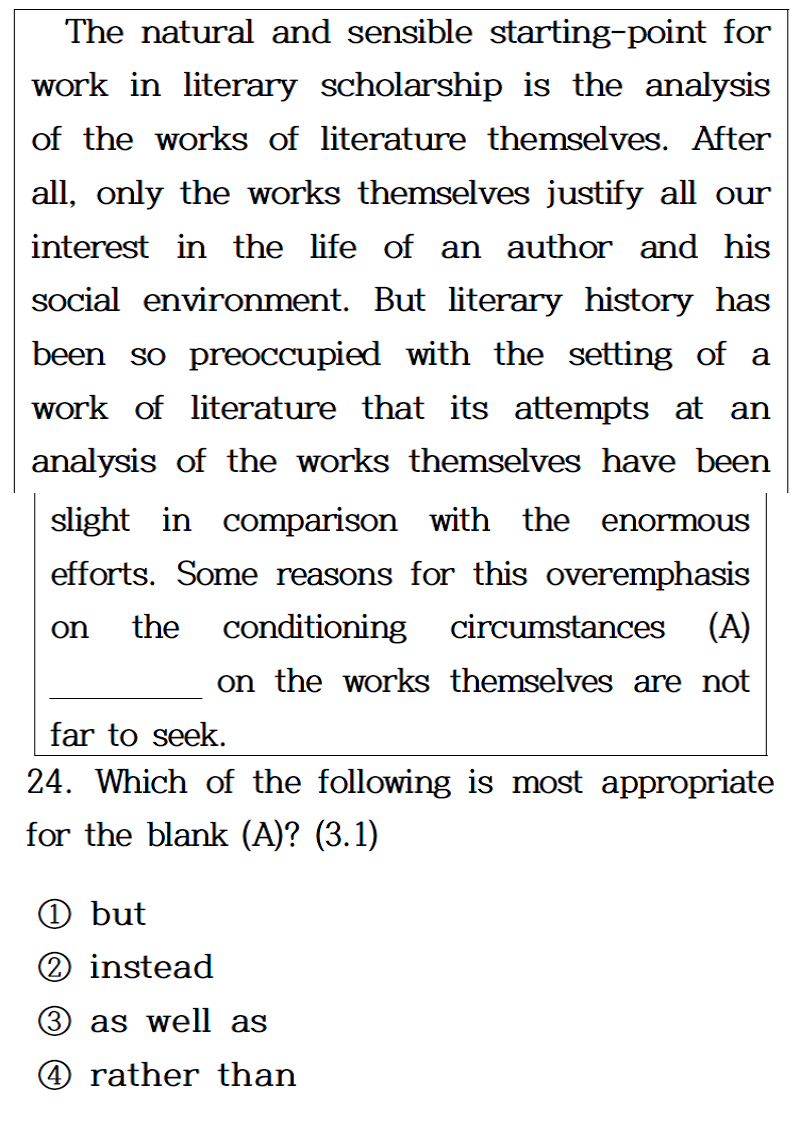 The natural and sensible starting-point for
work in literary scholarship is the analysis
of the works of literature themselves. After
all, only the works themselves justify all our
interest in the life of an author and his
social environment. But literary history has
been so preoccupied with the setting of a
work of literature that its attempts at an
analysis of the works themselves have been
slight in comparison with the enormous
efforts. Some reasons for this overemphasis
on the conditioning circumstances (A)
__________ on the works themselves are not
far to seek.
24. Which of the following is most appropriate
for the blank (A)? (3.1)
① but
② instead
③ as well as
④ rather than